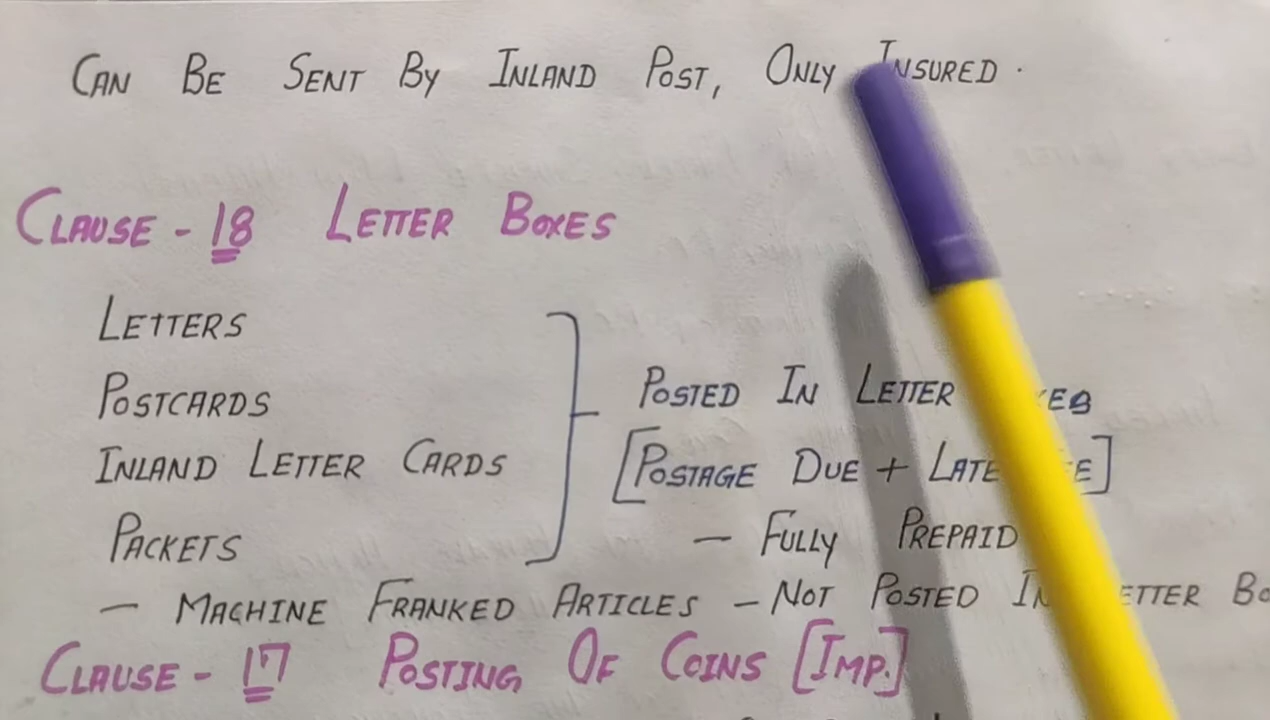 CAN BE SENT BY INLAND POST, ONLY INSURED.
CLAUSE - 18 LETTER BOXES
LETTERS
POSTCARDS
INLAND LETTER CARDS
PACKETS
POSTED IN LETTER
[POSTAGE DUE + LATE
— FULLY PREPAID
— MACHINE FRANKED ARTICLES — NOT POSTED
CLAUSE - 17 POSTING OF COINS [IMP.]